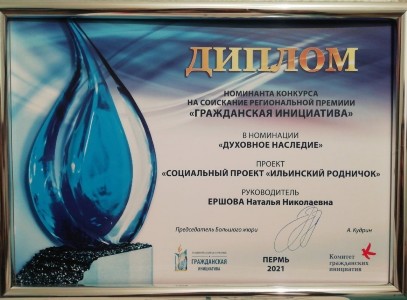 ДИПЛОМ
НОМИНАНТА КОНКУРСА
НА СОИСКАНИЕ РЕГИОНАЛЬНОЙ ПРЕМИИИ
«ГРАЖДАНСКАЯ ИНИЦИАТИВА»
В НОМИНАЦИИ
«ДУХОВНОЕ НАСЛЕДИЕ»
ПРОЕКТ
«СОЦИАЛЬНЫЙ ПРОЕКТ «ИЛЬИНСКИЙ РОДНИЧОК»
РУКОВОДИТЕЛЬ
ЕРШОВА Наталья Николаевна
Председатель Большого жюри А. Кудрин
ГРАЖДАНСКАЯ
ИНИЦИАТИВА
ПЕРМЬ
2021
Комитет
гражданских
инициатив